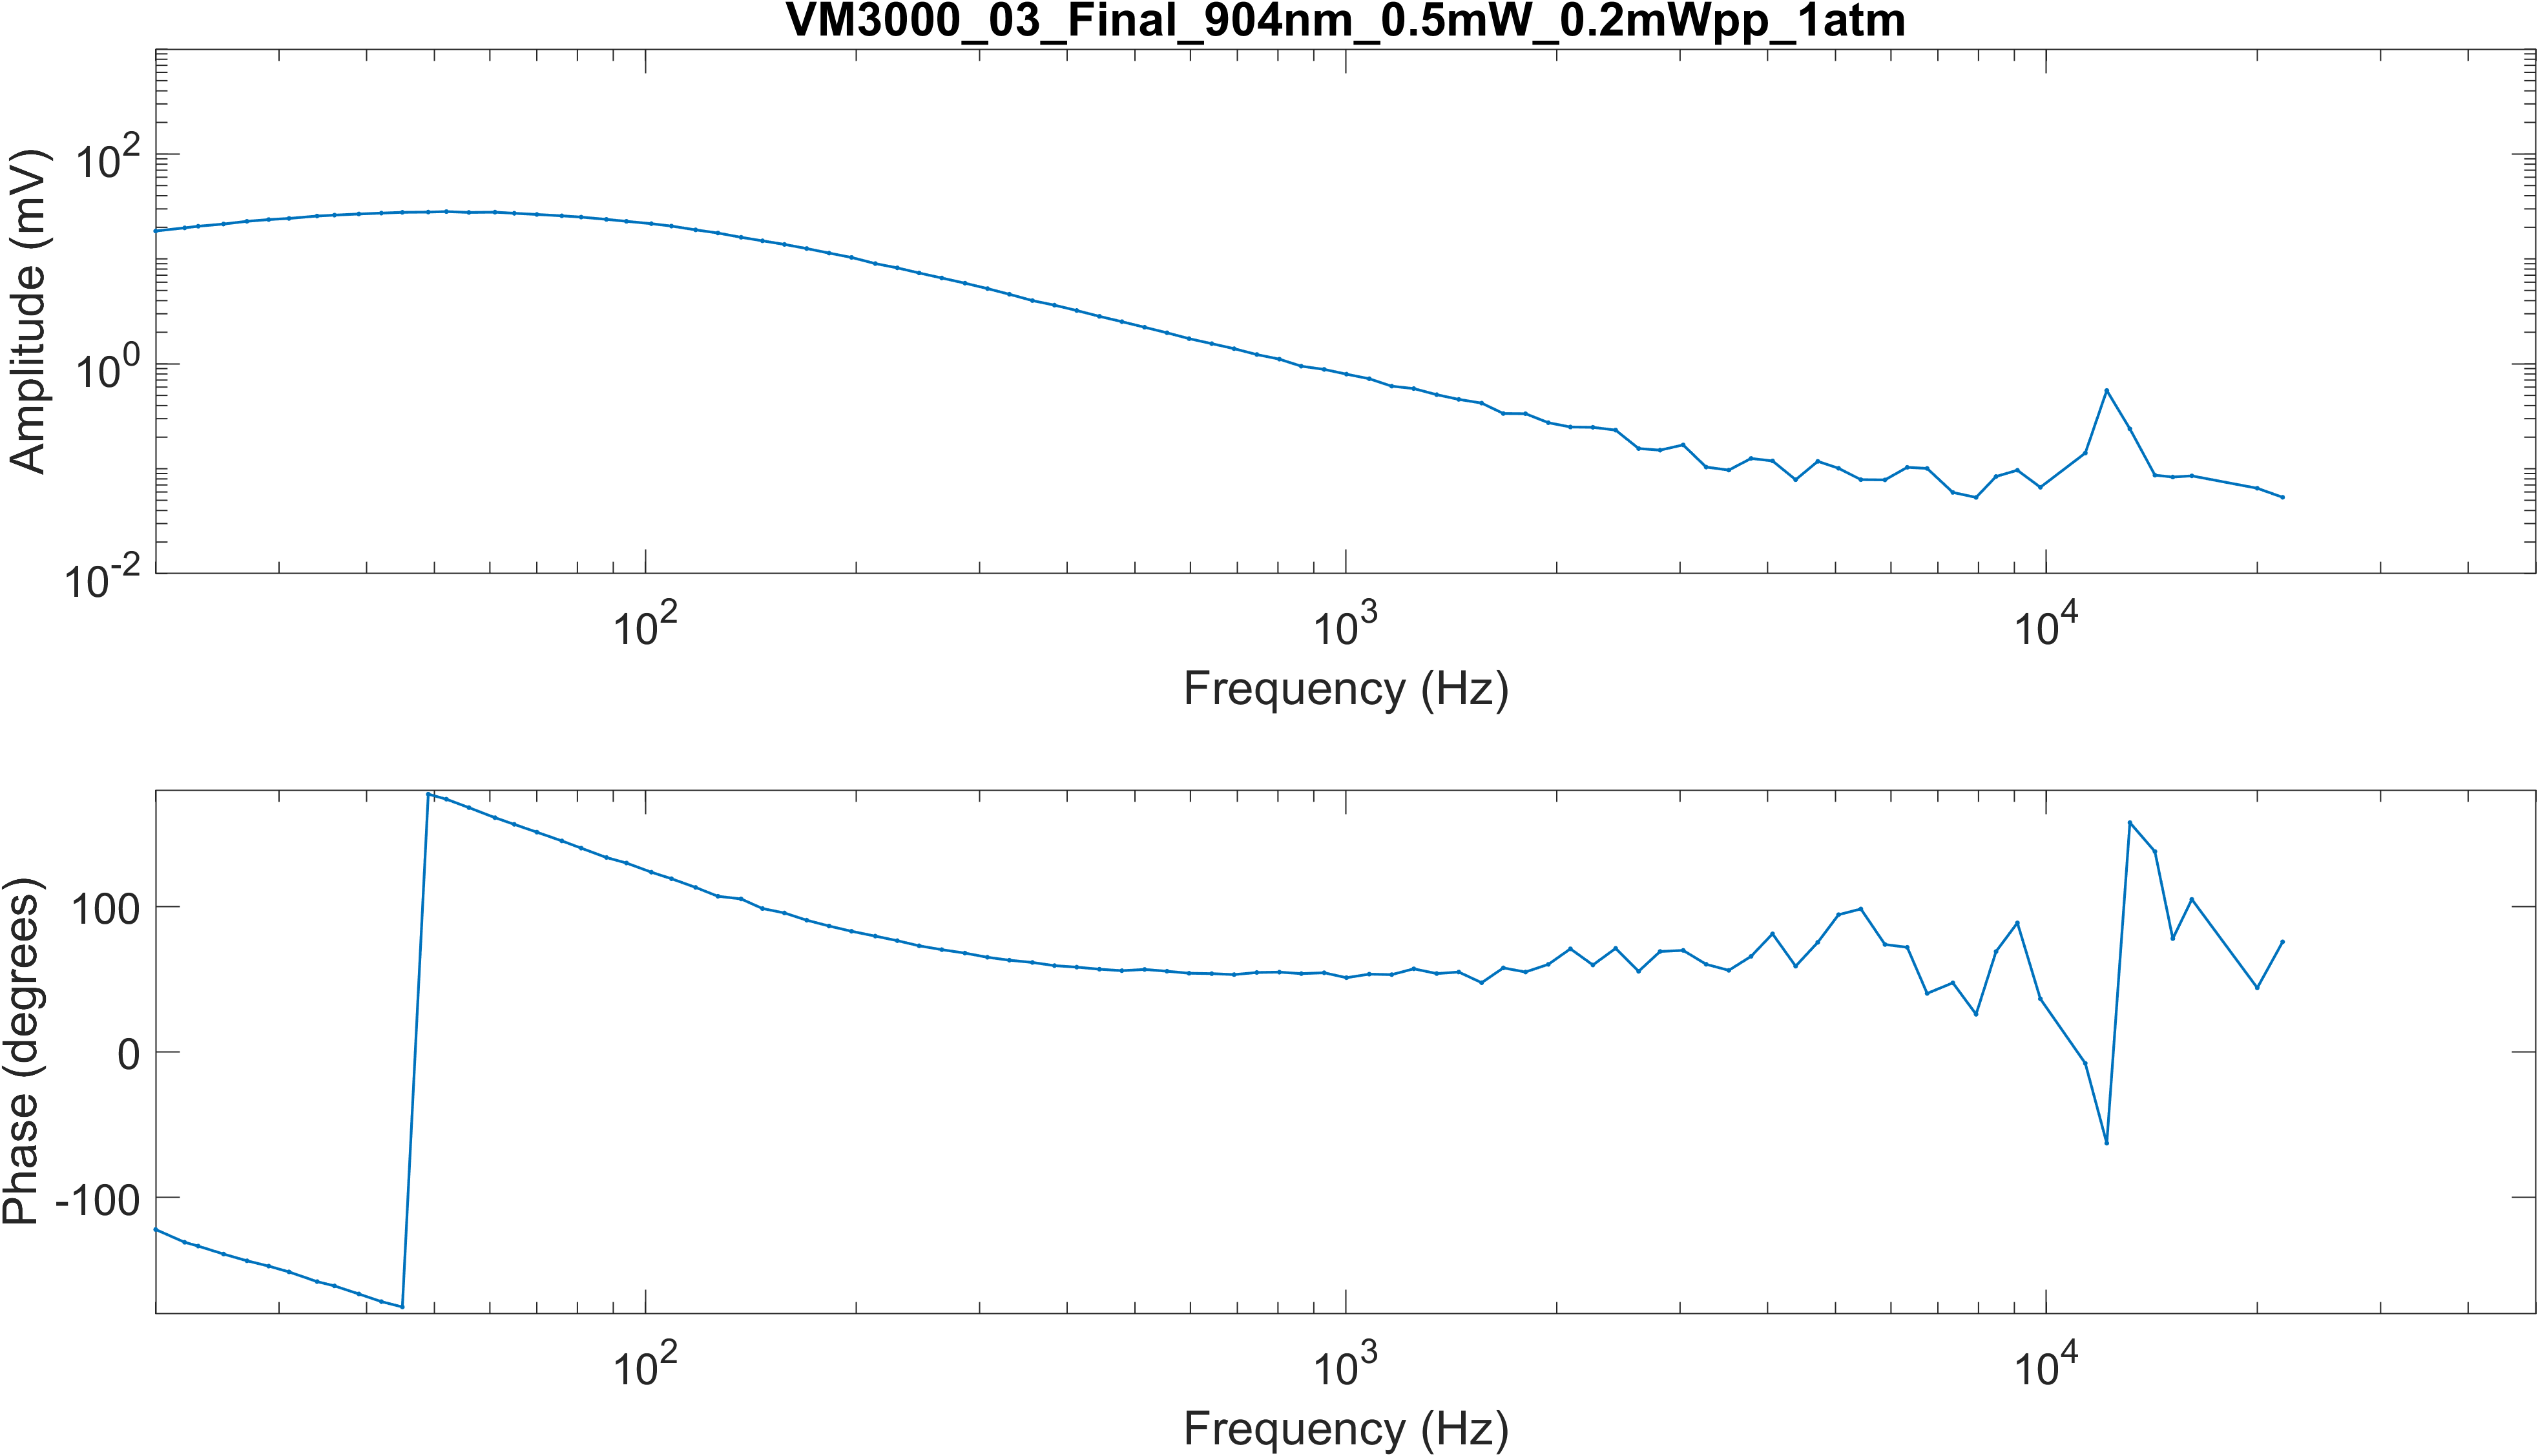 VM3000_03_Final_904nm_0.5mW_0.2mWpp_1atm
Amplitude (mV)
10^2
10^0
10^-2
10^2 10^3 10^4
Frequency (Hz)
Phase (degrees)
100
0
-100
10^2 10^3 10^4
Frequency (Hz)